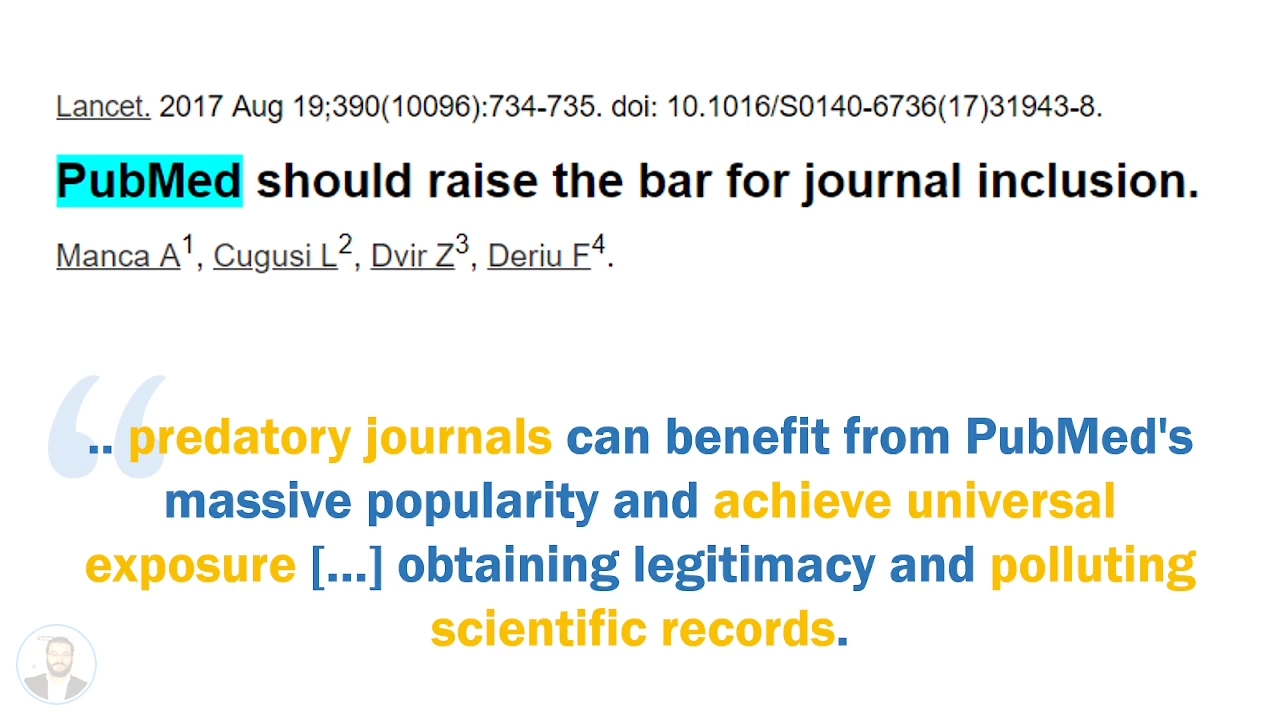 Lancet. 2017 Aug 19;390(10096):734-735. doi: 10.1016/S0140-6736(17)31943-8.
PubMed should raise the bar for journal inclusion.
Manca A1, Cugusi L2, Dvir Z3, Deriu F4.
“
.. predatory journals can benefit from PubMed's
massive popularity and achieve universal
exposure [...] obtaining legitimacy and polluting
scientific records.